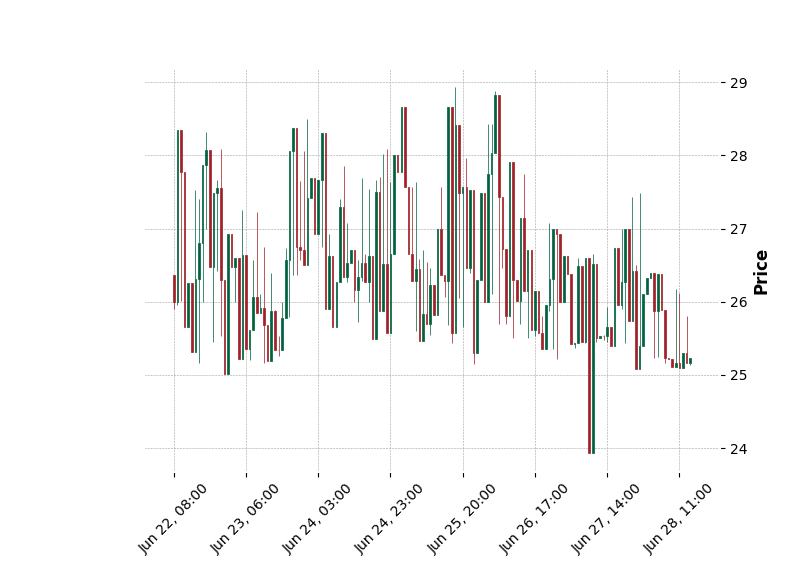 29
28
27
26
25
24
Price
Jun 22, 08:00
Jun 23, 06:00
Jun 24, 03:00
Jun 24, 23:00
Jun 25, 20:00
Jun 26, 17:00
Jun 27, 14:00
Jun 28, 11:00